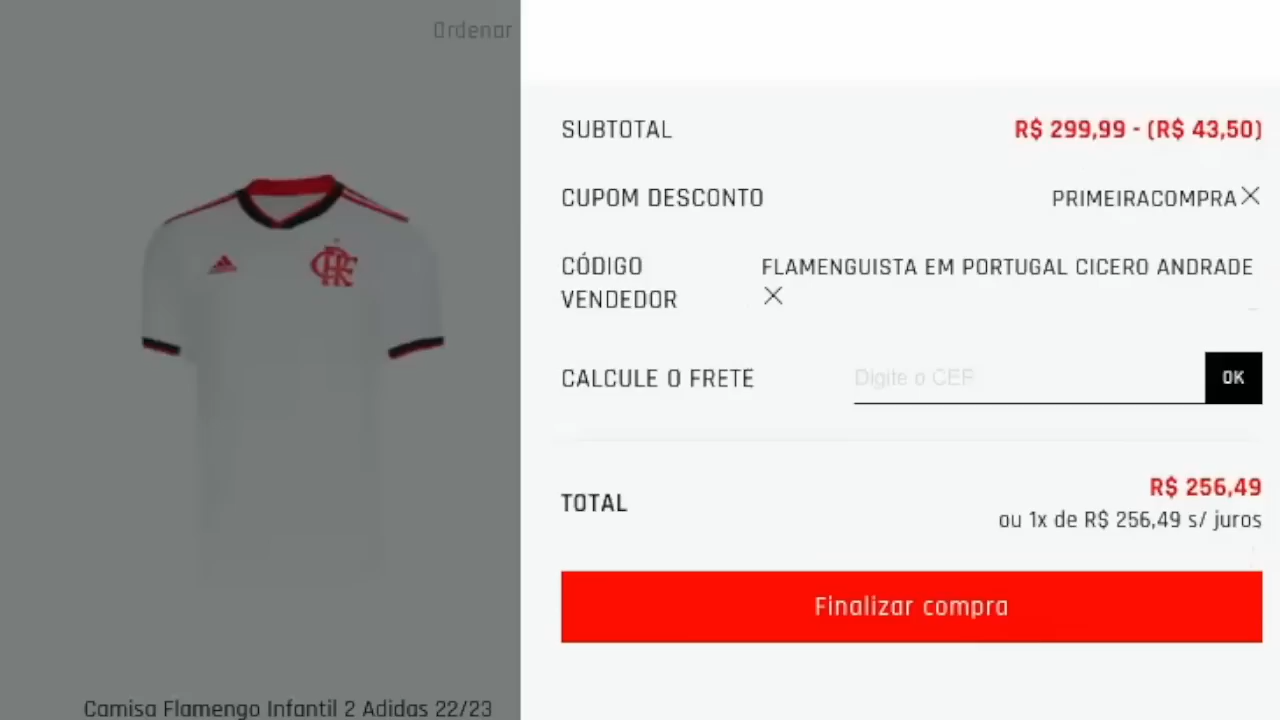 Ordenar
SUBTOTAL
R$ 299,99 - (R$ 43,50)
CUPOM DESCONTO
PRIMEIRACOMPRA
CÓDIGO
VENDEDOR
FLAMENGUISTA EM PORTUGAL CICERO ANDRADE
CALCULE O FRETE
Digite o CEP
OK
TOTAL
R$ 256,49
ou 1x de R$ 256,49 s/ juros
Finalizar compra
Camisa Flamengo Infantil 2 Adidas 22/23